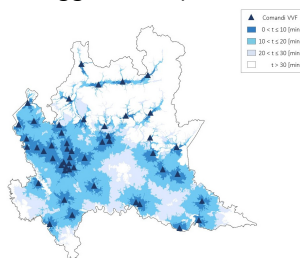 Comandi VVF
0 < t ≤ 10 [min
10 < t ≤ 20 [min
20 < t ≤ 30 [min
t > 30 [min